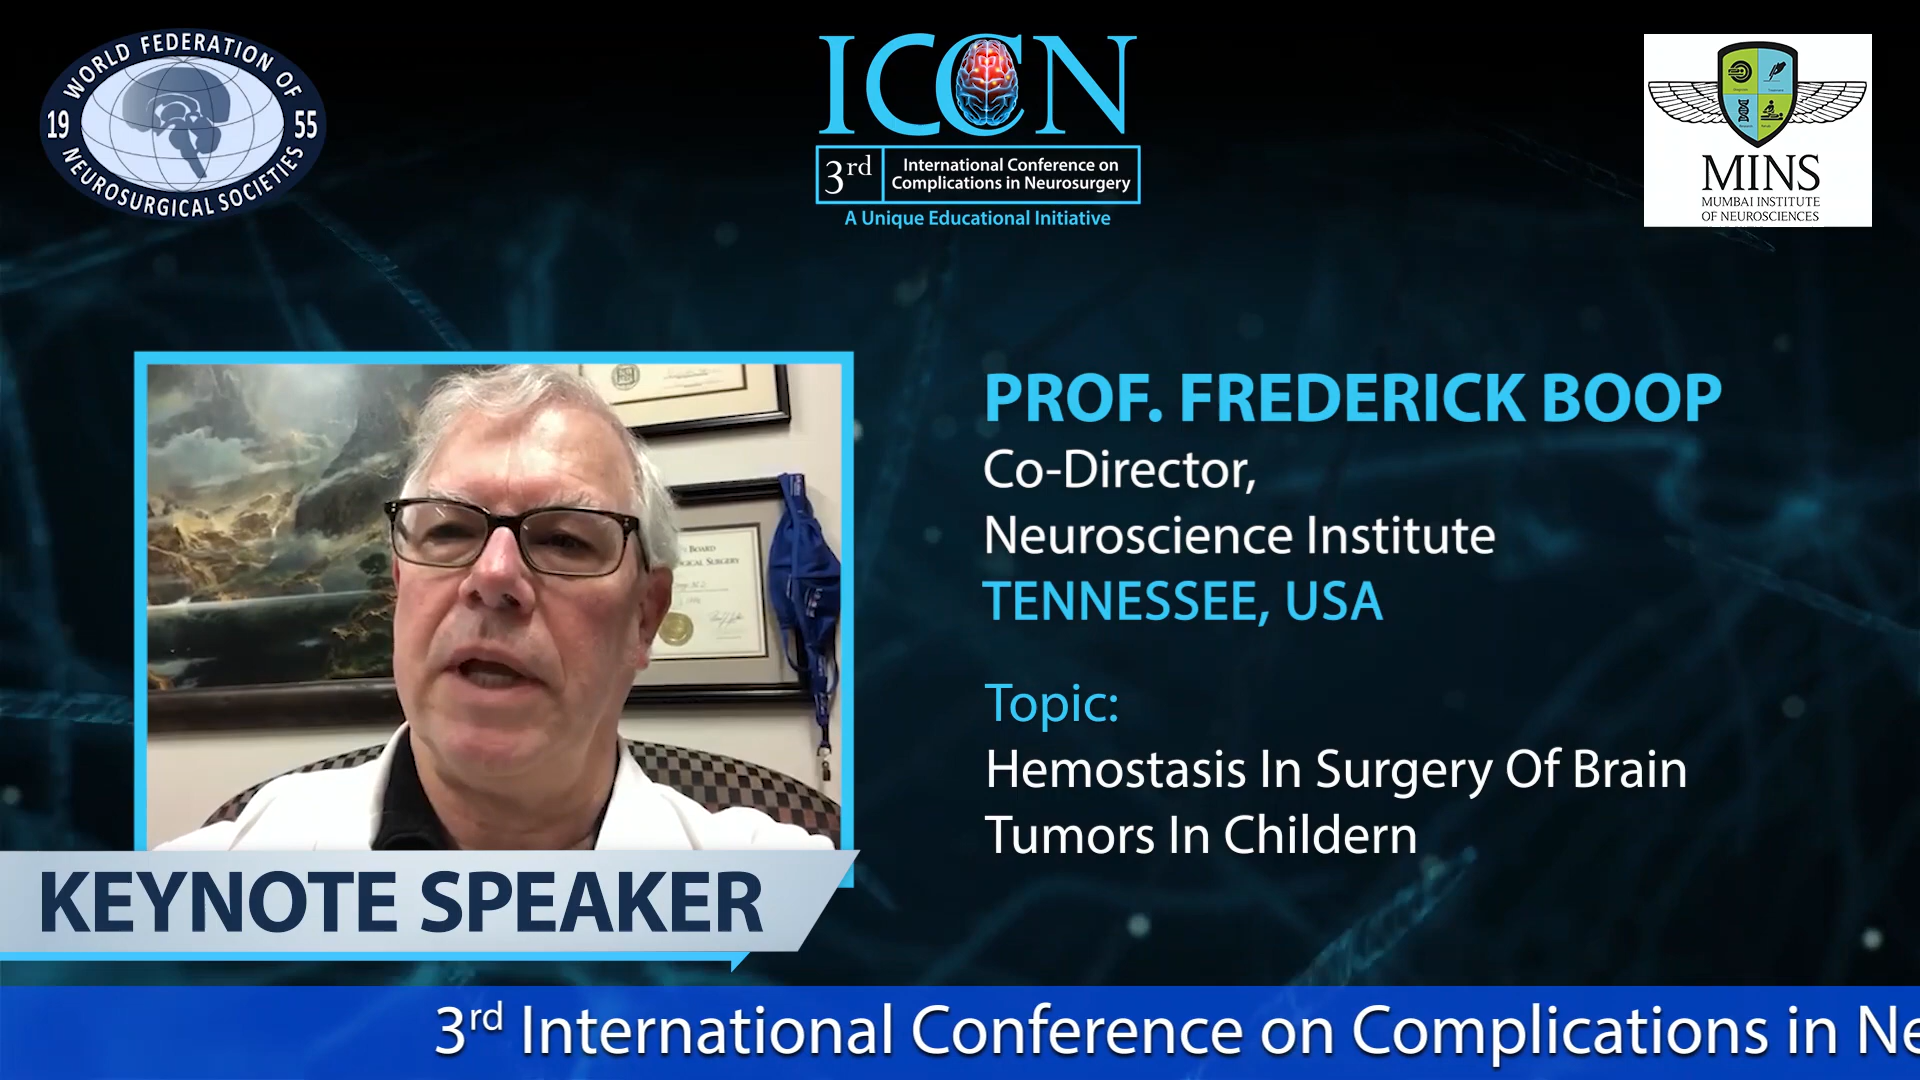 WORLD FEDERATION OF
19 55
NEUROSURGICAL SOCIETIES
ICCN
3rd
International Conference on
Complications in Neurosurgery
A Unique Educational Initiative
MINS
MUMBAI INSTITUTE
OF NEUROSCIENCES
PROF. FREDERICK BOOP
Co-Director,
Neuroscience Institute
TENNESSEE, USA
Topic:
Hemostasis In Surgery Of Brain
Tumors In Childern
BOARD
SURGERY
KEYNOTE SPEAKER
3rd International Conference on Complications in Ne